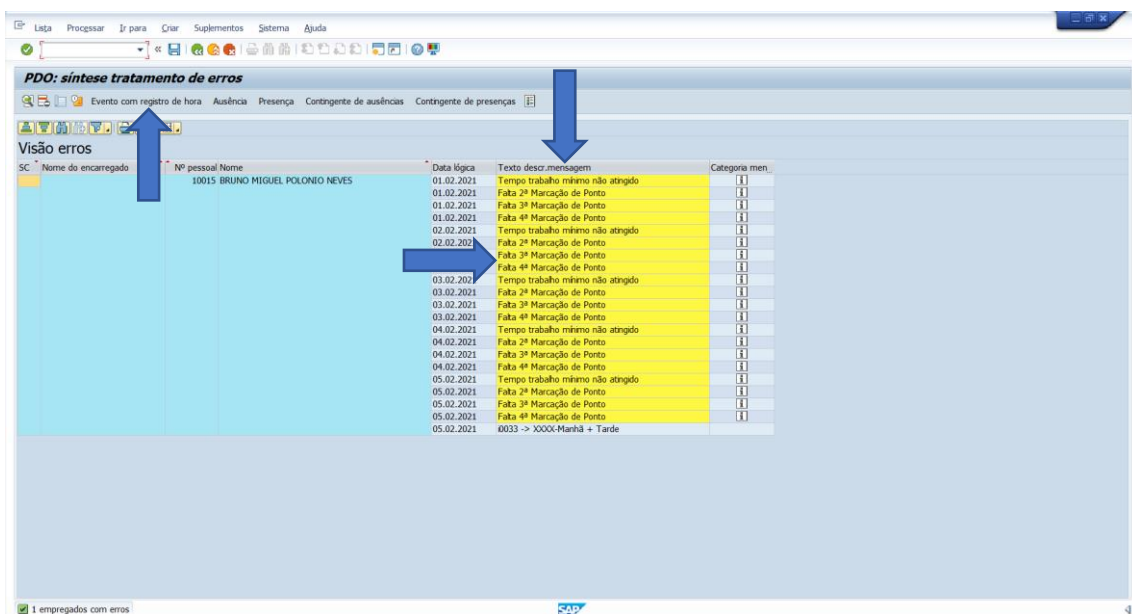 Lista Processar Ir para Criar Suplementos Sistema Ajuda
PDO: síntese tratamento de erros
Evento com registro de hora Ausência Presença Contingente de ausências Contingente de presenças
Visão erros
SC Nome do encarregado Nº pessoal Nome Data lógica Texto descr.mensagem Categoria men
10015 BRUNO MIGUEL POLONIO NEVES 01.02.2021 Tempo trabalho mínimo não atingido
01.02.2021 Falta 2ª Marcação de Ponto
01.02.2021 Falta 3ª Marcação de Ponto
01.02.2021 Falta 4ª Marcação de Ponto
02.02.2021 Tempo trabalho mínimo não atingido
02.02.202 Falta 2ª Marcação de Ponto
Falta 3ª Marcação de Ponto
Falta 4ª Marcação de Ponto
03.02.202 Tempo trabalho mínimo não atingido
03.02.2021 Falta 2ª Marcação de Ponto
03.02.2021 Falta 3ª Marcação de Ponto
03.02.2021 Falta 4ª Marcação de Ponto
04.02.2021 Tempo trabalho mínimo não atingido
04.02.2021 Falta 2ª Marcação de Ponto
04.02.2021 Falta 3ª Marcação de Ponto
04.02.2021 Falta 4ª Marcação de Ponto
05.02.2021 Tempo trabalho mínimo não atingido
05.02.2021 Falta 2ª Marcação de Ponto
05.02.2021 Falta 3ª Marcação de Ponto
05.02.2021 Falta 4ª Marcação de Ponto
05.02.2021 i0033 -> XXXX-Manhã + Tarde
1 empregados com erros SAP